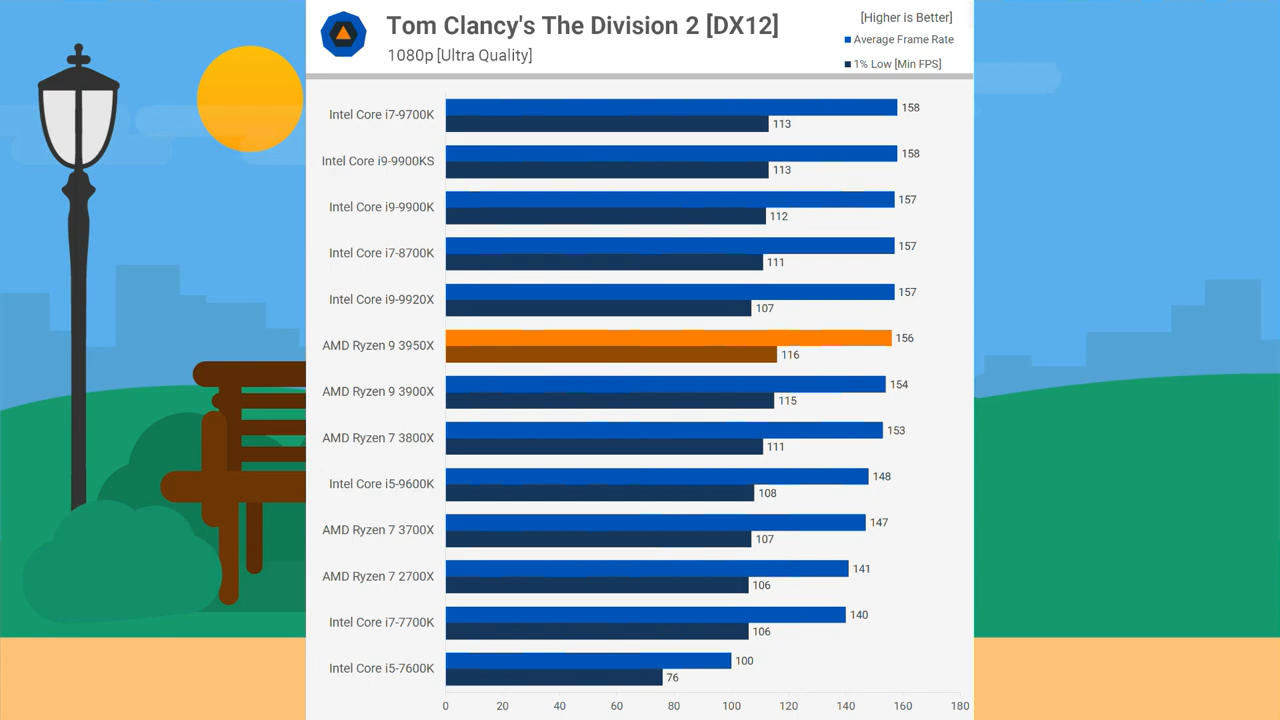 Tom Clancy's The Division 2 [DX12]
1080p [Ultra Quality]
[Higher is Better]
Average Frame Rate
1% Low [Min FPS]
Intel Core i7-9700K 158
113
Intel Core i9-9900KS 158
113
Intel Core i9-9900K 157
112
Intel Core i7-8700K 157
111
Intel Core i9-9920X 157
107
AMD Ryzen 9 3950X 156
116
AMD Ryzen 9 3900X 154
115
AMD Ryzen 7 3800X 153
111
Intel Core i5-9600K 148
108
AMD Ryzen 7 3700X 147
107
AMD Ryzen 7 2700X 141
106
Intel Core i7-7700K 140
106
Intel Core i5-7600K 100
76
0 20 40 60 80 100 120 140 160 180